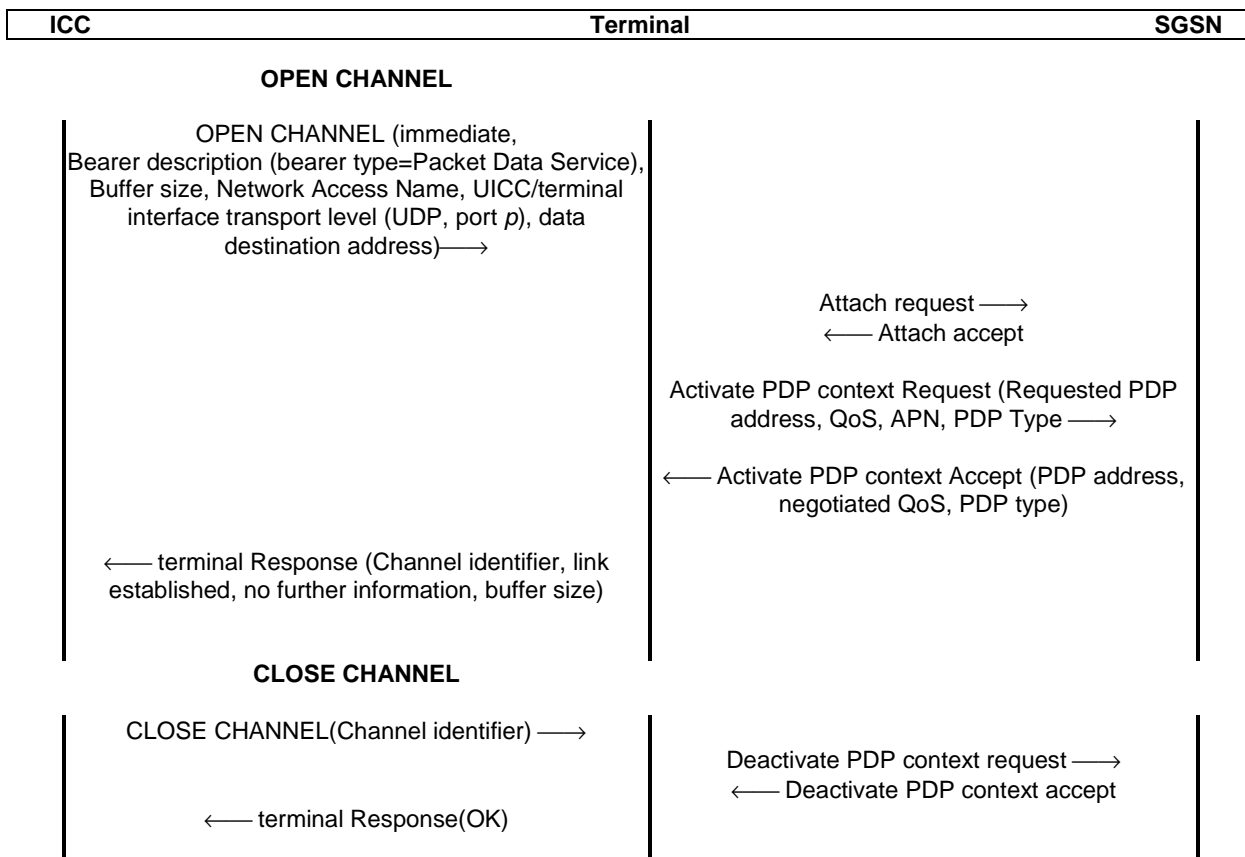 ICC Terminal SGSN
OPEN CHANNEL
OPEN CHANNEL (immediate,
Bearer description (bearer type=Packet Data Service),
Buffer size, Network Access Name, UICC/terminal
interface transport level (UDP, port p), data
destination address)⟶
Attach request ⟶
⟵ Attach accept
Activate PDP context Request (Requested PDP
address, QoS, APN, PDP Type ⟶
⟵ Activate PDP context Accept (PDP address,
negotiated QoS, PDP type)
⟵ terminal Response (Channel identifier, link
established, no further information, buffer size)
CLOSE CHANNEL
CLOSE CHANNEL(Channel identifier) ⟶
Deactivate PDP context request ⟶
⟵ Deactivate PDP context accept
⟵ terminal Response(OK)